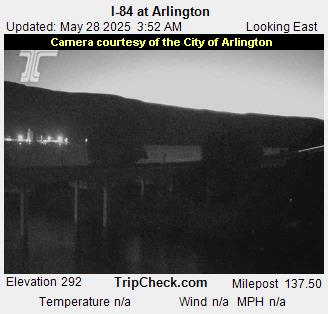 I-84 at Arlington
Updated: May 28 2025 3:52 AM Looking East
Camera courtesy of the City of Arlington
Elevation 292 TripCheck.com Milepost 137.50
Temperature n/a Wind n/a MPH n/a